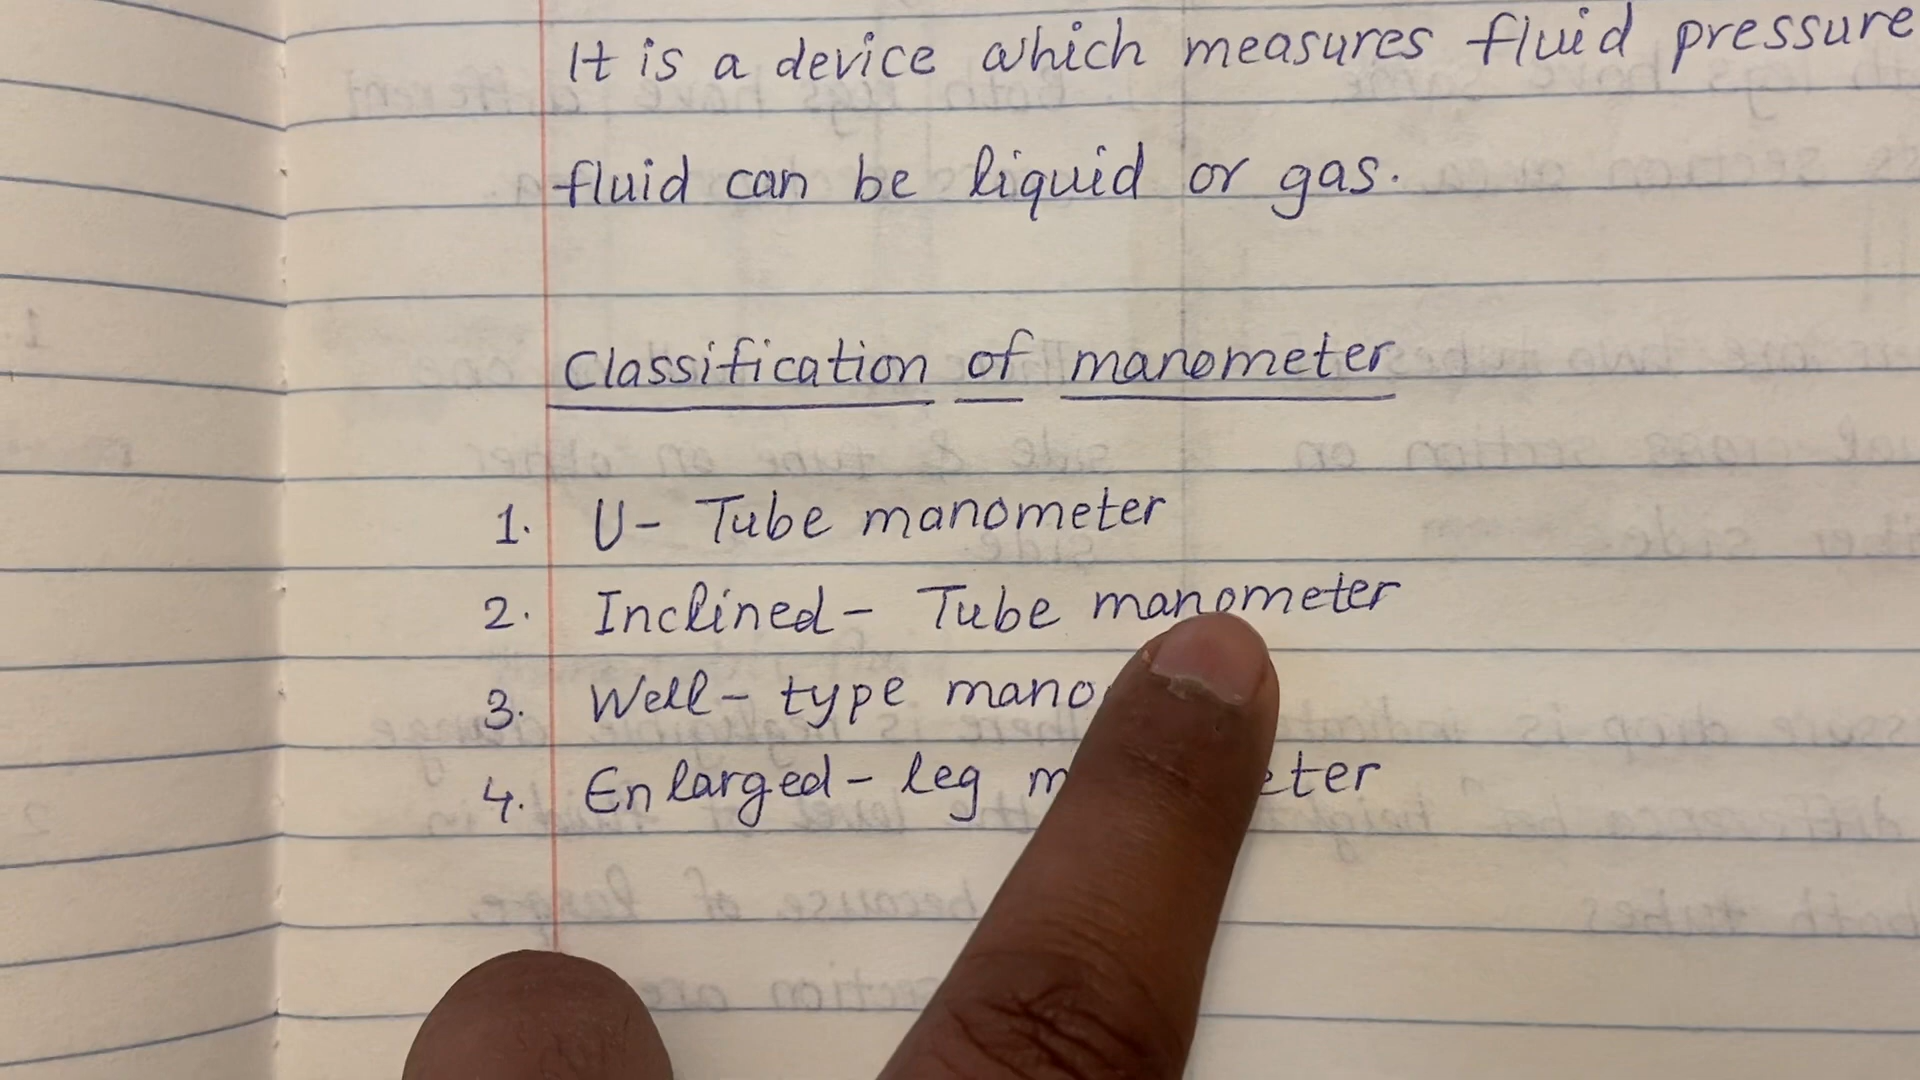 It is a device which measures fluid pressure
fluid can be liquid or gas.
Classification of manometer
1. U- Tube manometer
2. Inclined- Tube manometer
3. Well- type
4. Enlarged- leg